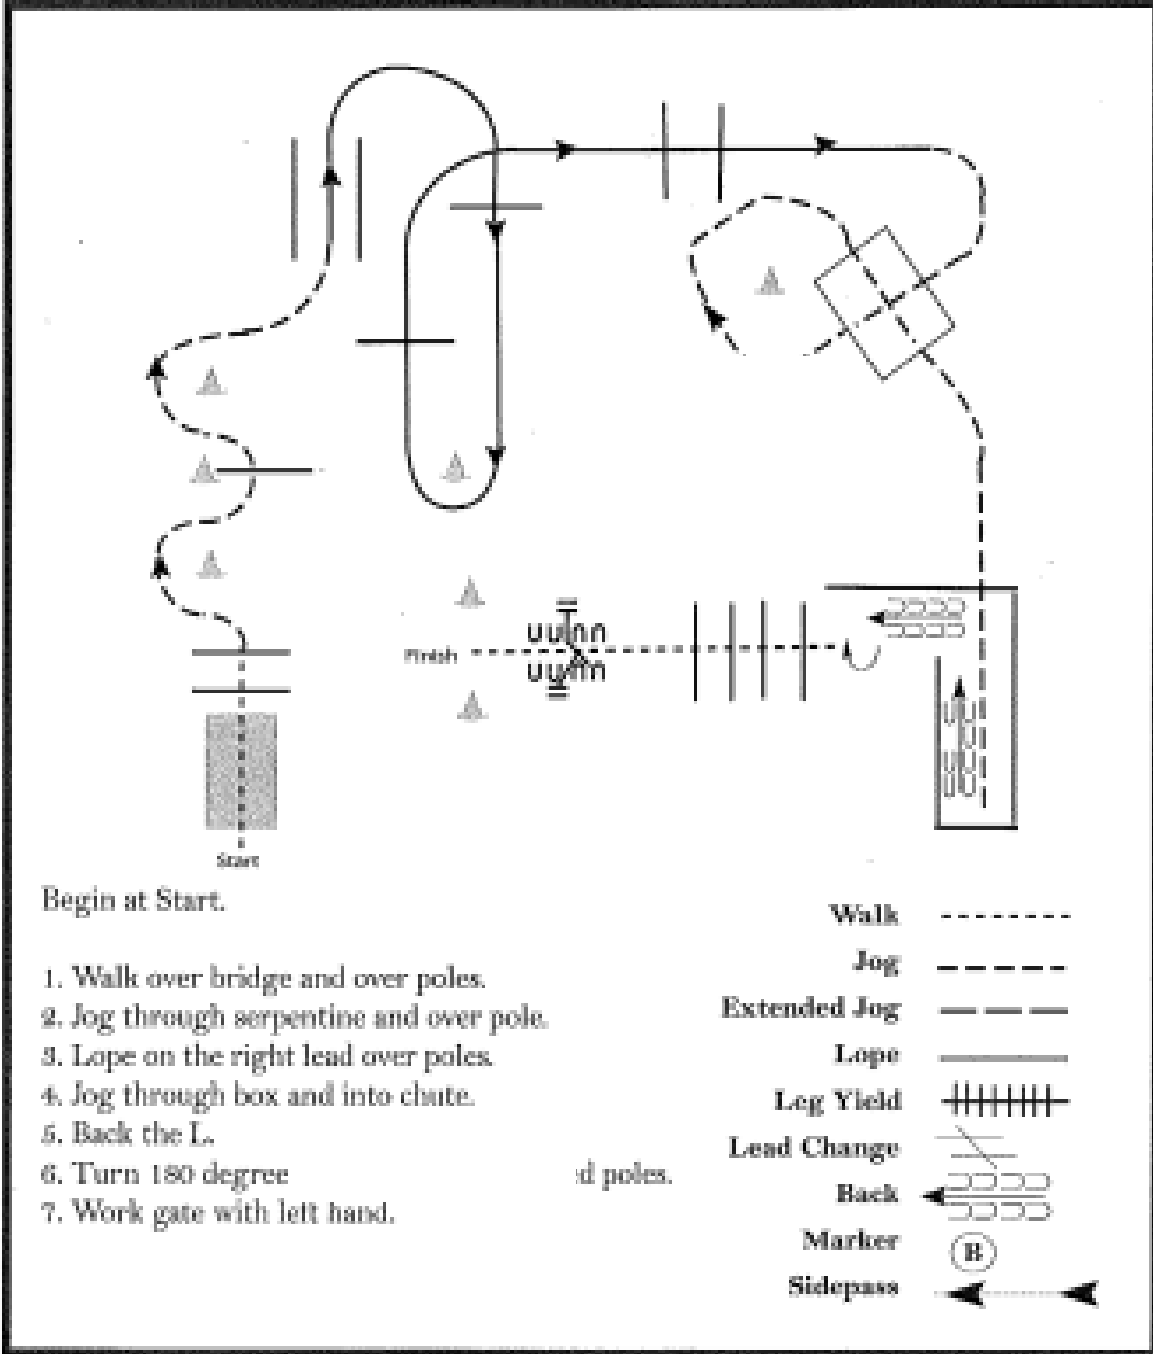 Finish
Start
Begin at Start.
1. Walk over bridge and over poles.
2. Jog through serpentine and over pole.
3. Lope on the right lead over poles.
4. Jog through box and into chute.
5. Back the L.
6. Turn 180 degree d poles.
7. Work gate with left hand.
Walk
Jog
Extended Jog
Lope
Leg Yield
Lead Change
Back
Marker B
Sidepass